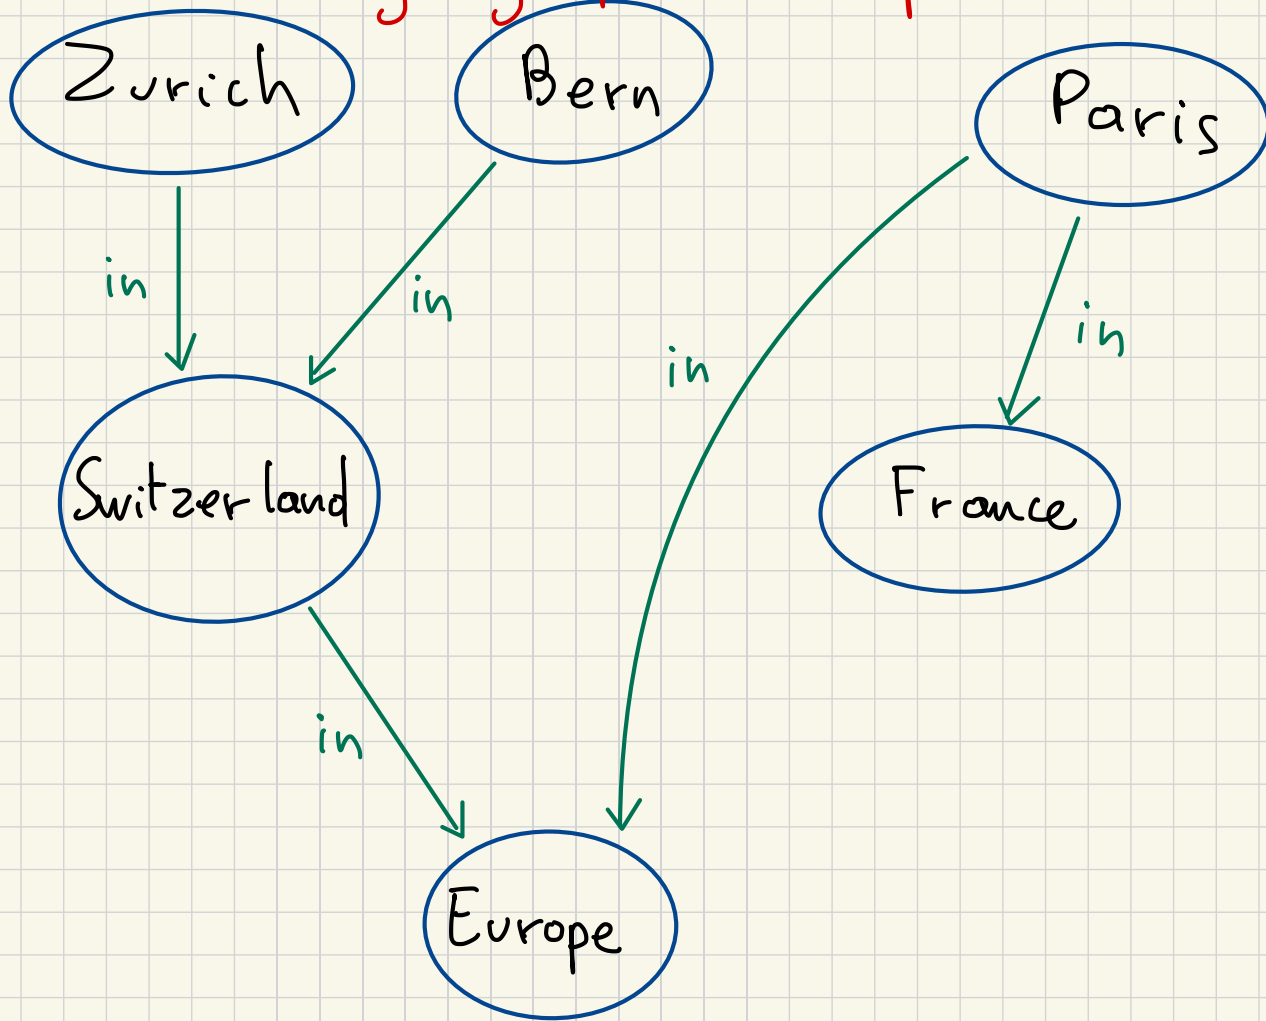 Zurich
Bern
Paris
in
in
in
in
Switzerland
France
in
Europe